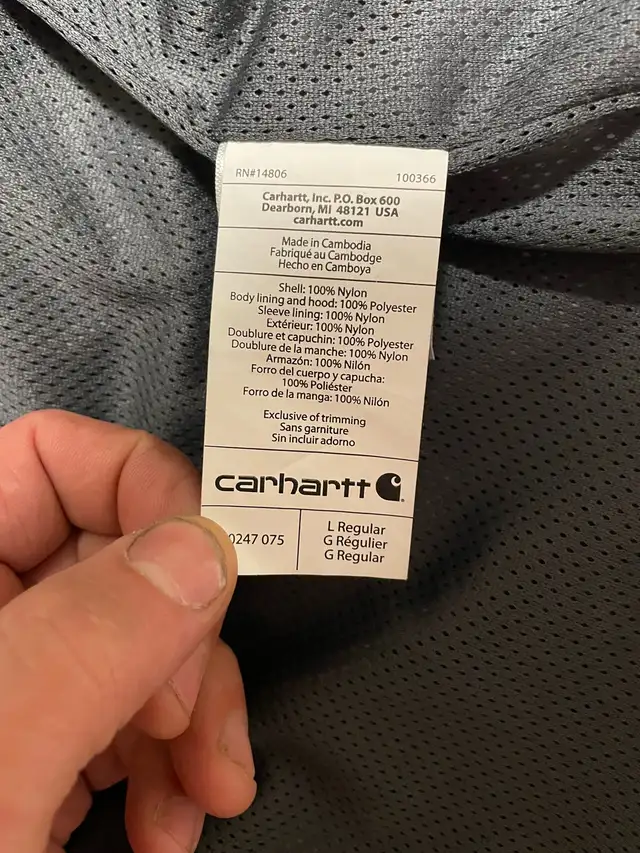 RN#14806 100366
Carhartt, Inc. P.O. Box 600
Dearborn, MI 48121 USA
carhartt.com
Made in Cambodia
Fabriqué au Cambodge
Hecho en Camboya
Shell: 100% Nylon
Body lining and hood: 100% Polyester
Sleeve lining: 100% Nylon
Extérieur: 100% Nylon
Doublure et capuchin: 100% Polyester
Doublure de la manche: 100% Nylon
Armazón: 100% Nilón
Forro del cuerpo y capucha:
100% Poliéster
Forro de la manga: 100% Nilón
Exclusive of trimming
Sans garniture
Sin incluir adorno
carhartt
0247 075
L Regular
G Régulier
G Regular